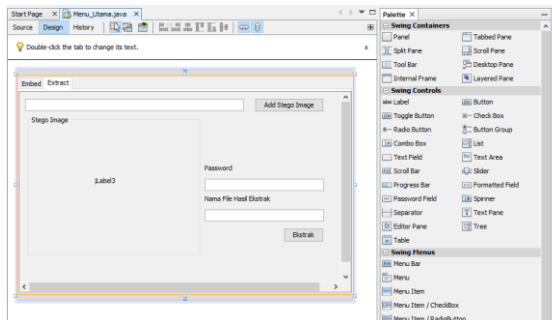 Start Page
Menu_Utama.java
Source Design History
Double-click the tab to change its text.
Embed Extract
Add Stego Image
Stego Image
jLabel3
Password
Nama File Hasil Ekstrak
Ekstrak
Palette
Swing Containers
Panel Tabbed Pane
Split Pane Scroll Pane
Tool Bar Desktop Pane
Internal Frame Layered Pane
Swing Controls
label Label Button
Toggle Button Check Box
Radio Button Button Group
Combo Box List
Text Field Text Area
Scroll Bar Slider
Progress Bar Formatted Field
Password Field Spinner
Separator Text Pane
Editor Pane Tree
Table
Swing Menus
Menu Bar
Menu
Menu Item
Menu Item / CheckBox
Menu Item / RadioButton